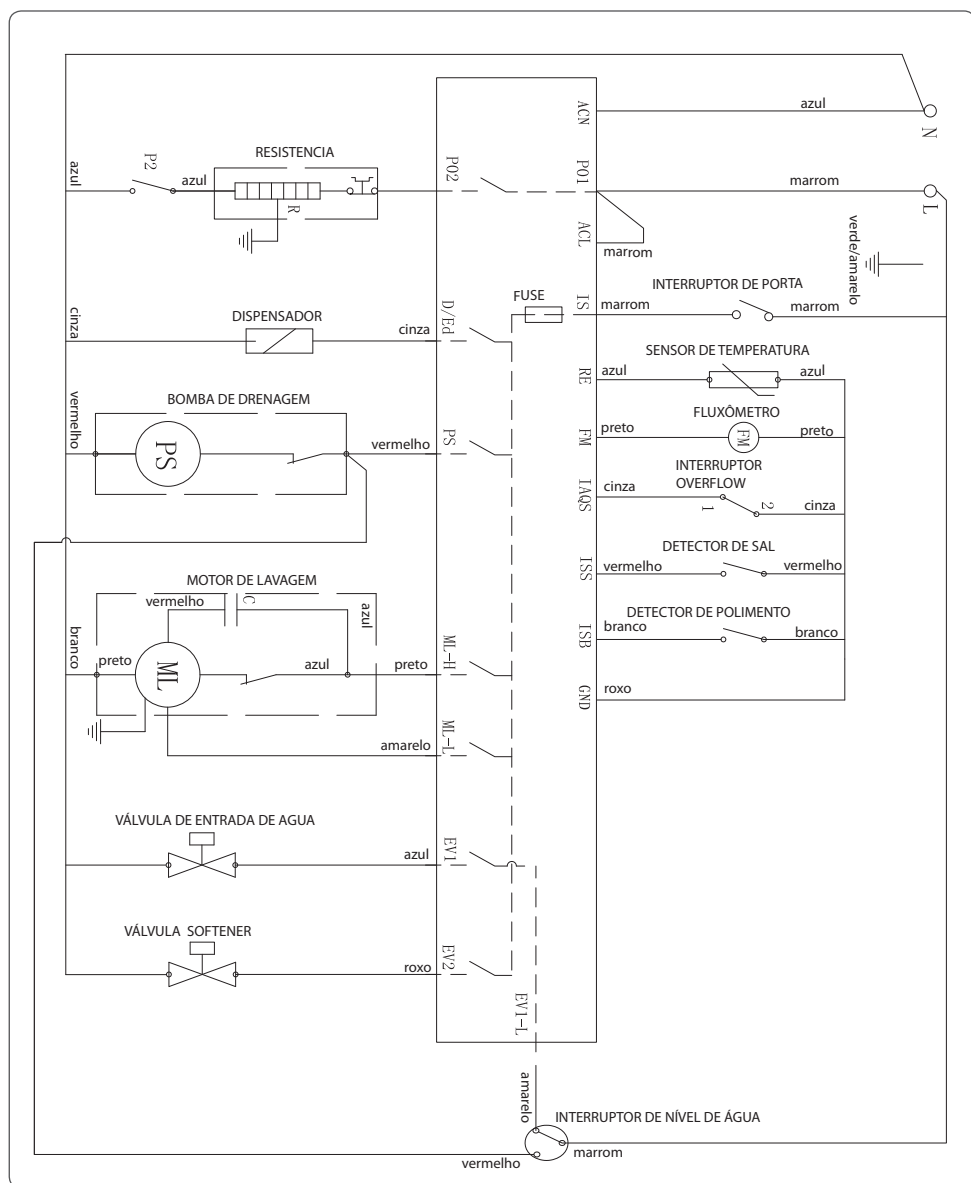 ACN
azul
N
P2
RESISTENCIA
azul
azul
R
PO2
PO1
marrom
L
ACL
marrom
verde/amarelo
FUSE
IS
marrom
INTERRUPTOR DE PORTA
marrom
cinza
DISPENSADOR
cinza
D/Ed
SENSOR DE TEMPERATURA
RE
azul
azul
vermelho
BOMBA DE DRENAGEM
PS
vermelho
PS
FLUXÔMETRO
FM
preto
FM
preto
INTERRUPTOR
OVERFLOW
IAQS
cinza
1
2
cinza
DETECTOR DE SAL
ISS
vermelho
vermelho
MOTOR DE LAVAGEM
vermelho
C
azul
branco
preto
ML
azul
preto
ML-H
DETECTOR DE POLIMENTO
ISB
branco
branco
GND
roxo
amarelo
ML-L
VÁLVULA DE ENTRADA DE AGUA
azul
EV1
VÁLVULA SOFTENER
roxo
EV2
EV1-L
amarelo
INTERRUPTOR DE NÍVEL DE ÁGUA
marrom
vermelho